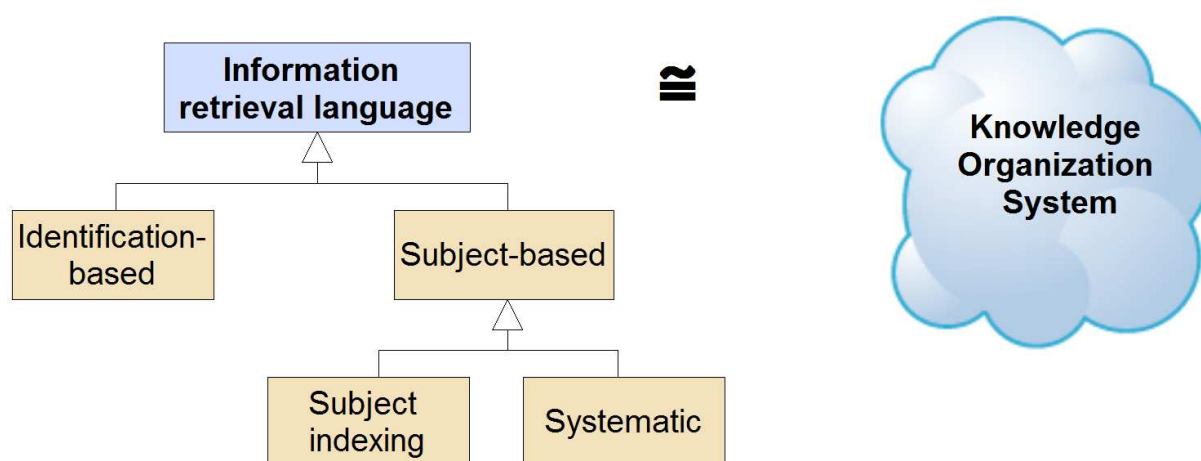 Information
retrieval language
≅
Knowledge
Organization
System
Identification-
based
Subject-based
Subject
indexing
Systematic